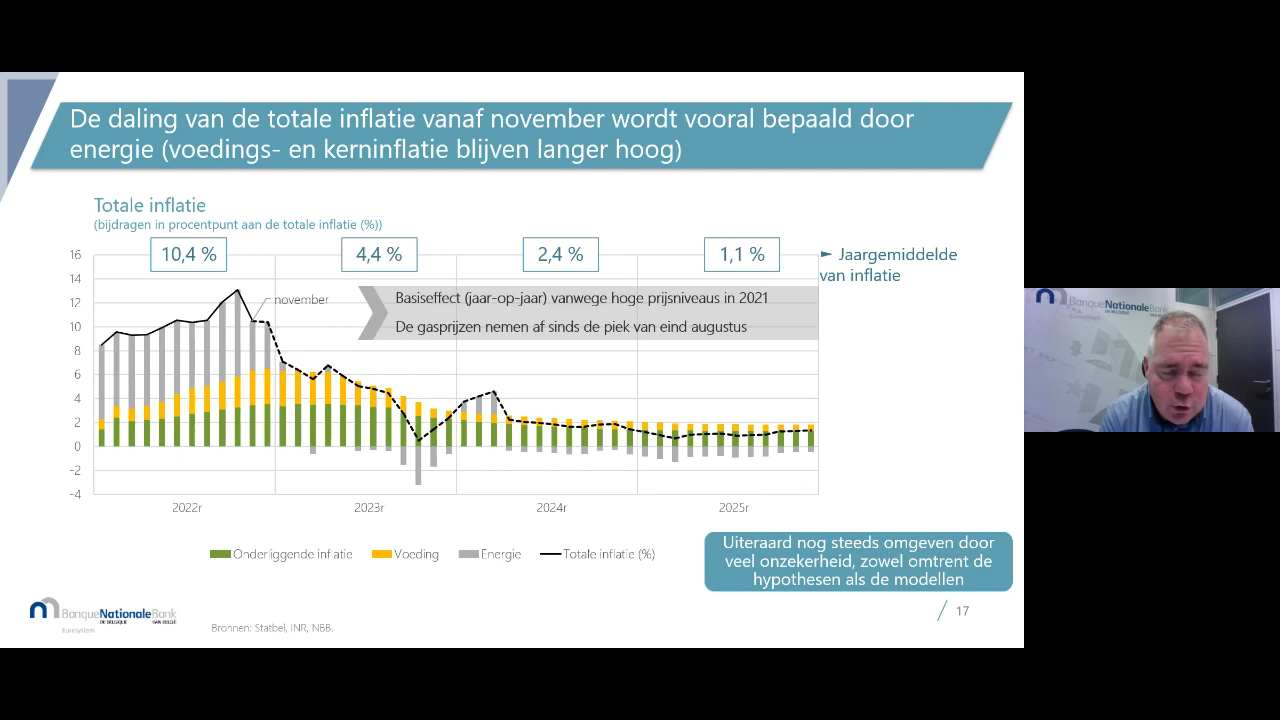 De daling van de totale inflatie vanaf november wordt vooral bepaald door
energie (voedings- en kerninflatie blijven langer hoog)
Totale inflatie
(bijdragen in procentpunt aan de totale inflatie (%))
10,4 %
4,4 %
2,4 %
1,1 %
► Jaargemiddelde
van inflatie
november
Basiseffect (jaar-op-jaar) vanwege hoge prijsniveaus in 2021
De gasprijzen nemen af sinds de piek van eind augustus
16
14
12
10
8
6
4
2
0
-2
-4
2022r
2023r
2024r
2025r
Onderliggende inflatie
Voeding
Energie
Totale inflatie (%)
Uiteraard nog steeds omgeven door
veel onzekerheid, zowel omtrent de
hypothesen als de modellen
BanqueNationaleBank
DE BELGIQUE
VAN BELGIË
Eurosystem
Bronnen: Statbel, INR, NBB.
17
BanqueNationaleBank
DE BELGIQUE
Eurosystem